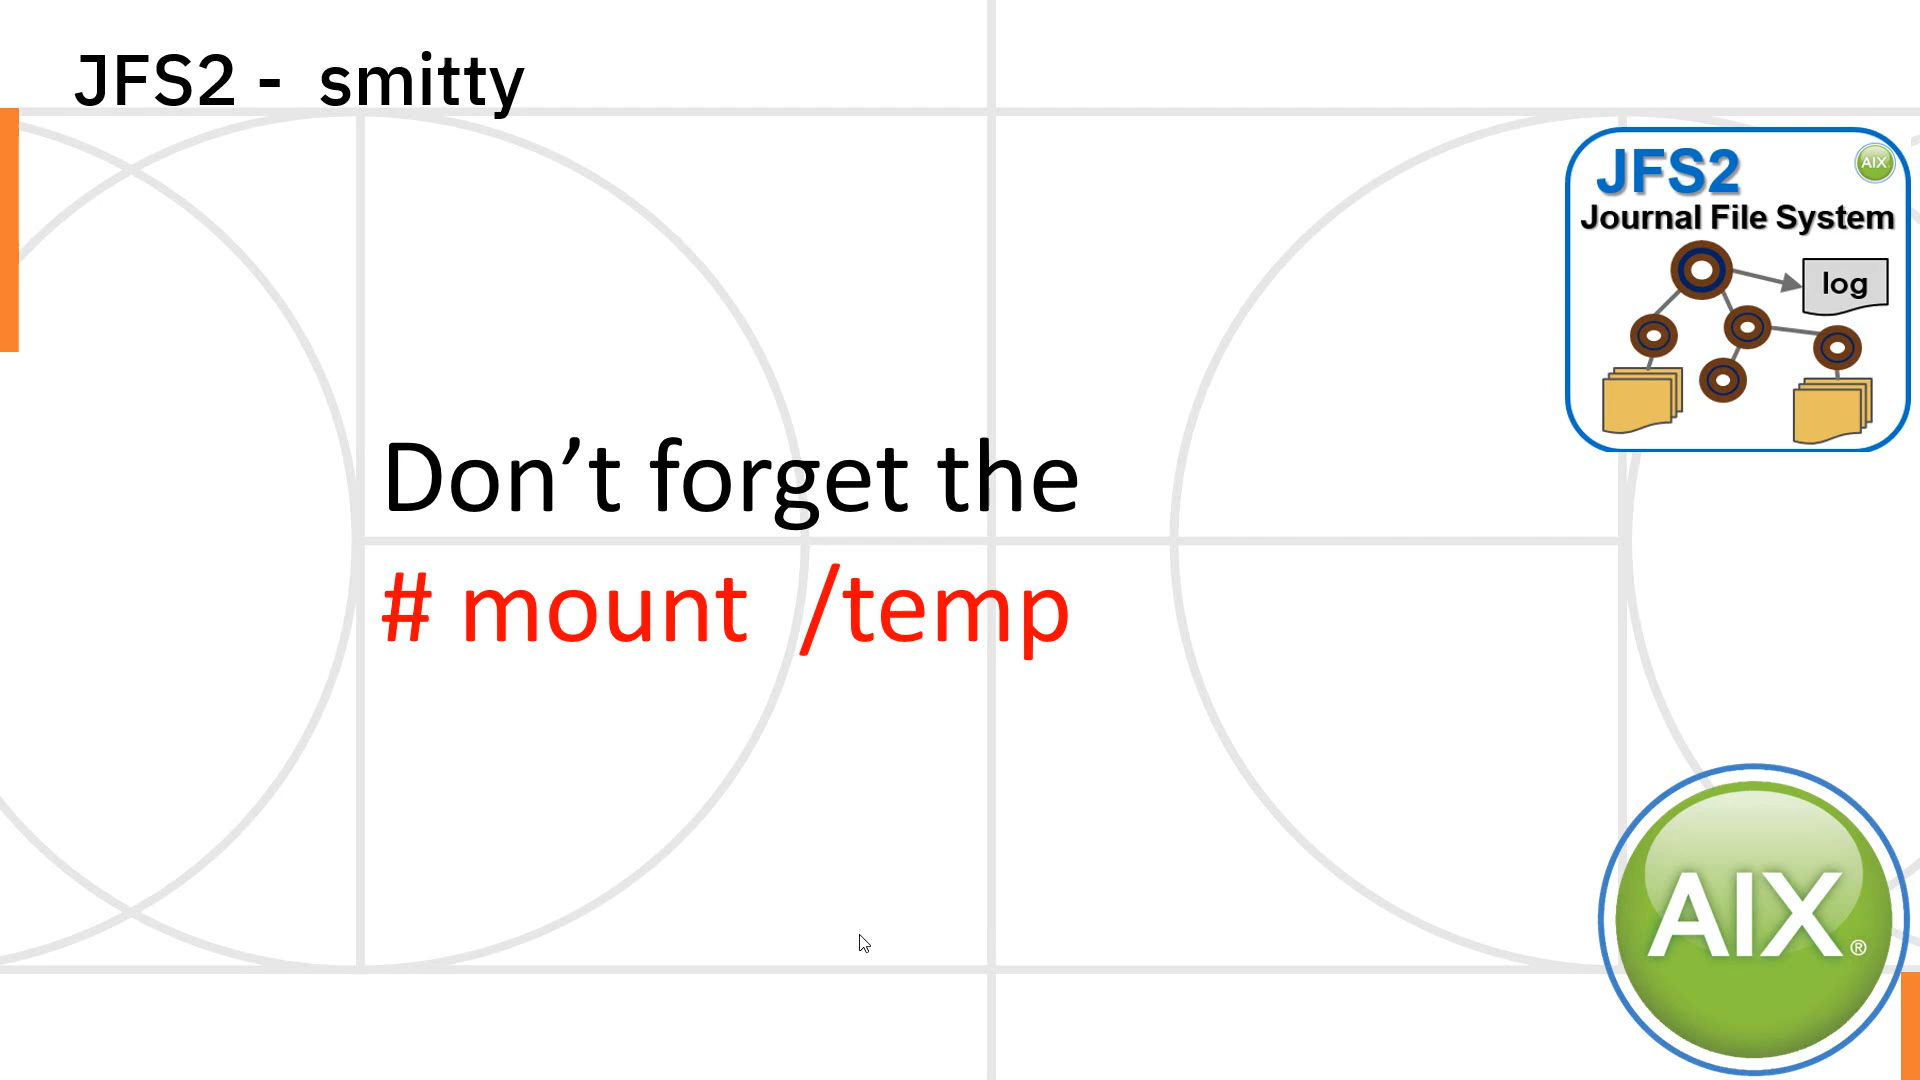 JFS2 - smitty
JFS2
AIX
Journal File System
log
Don’t forget the
# mount /temp
AIX®